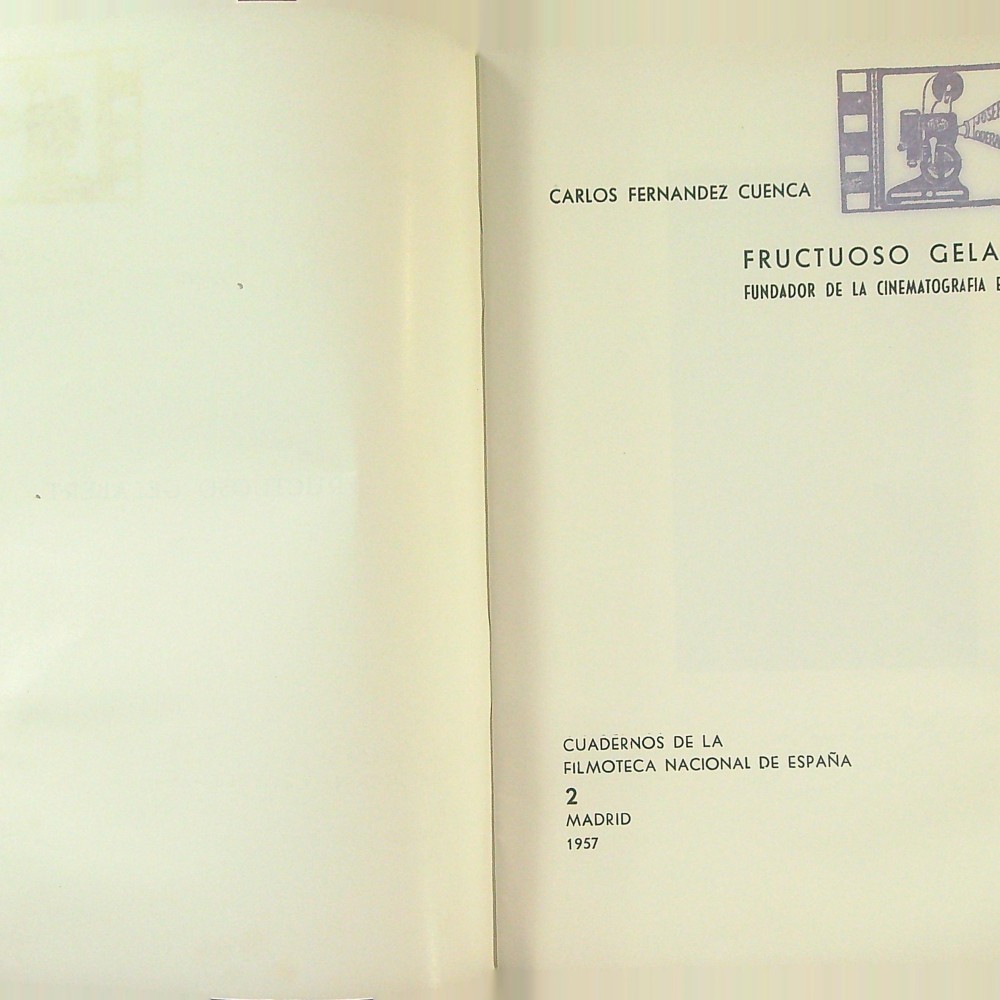 CARLOS FERNANDEZ CUENCA
FRUCTUOSO GELA
FUNDADOR DE LA CINEMATOGRAFIA E
CUADERNOS DE LA
FILMOTECA NACIONAL DE ESPAÑA
2
MADRID
1957